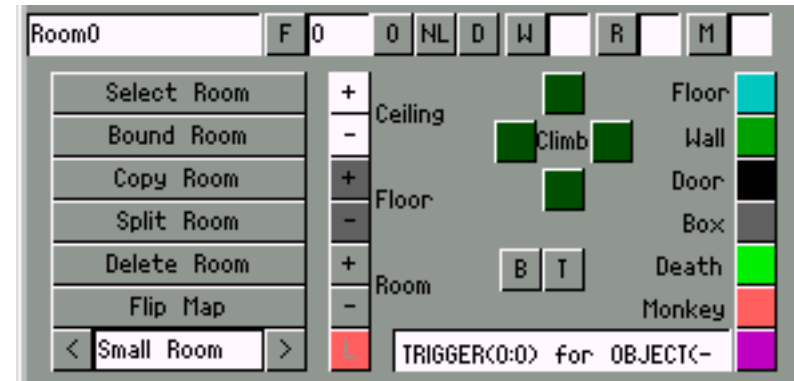 Room0 F 0 O NL D W R M
Select Room + Ceiling Floor
Bound Room - Climb Wall
Copy Room + Floor Door
Split Room - Box
Delete Room + Room B T Death
Flip Map - Monkey
< Small Room > L TRIGGER(0:0) for OBJECT(-